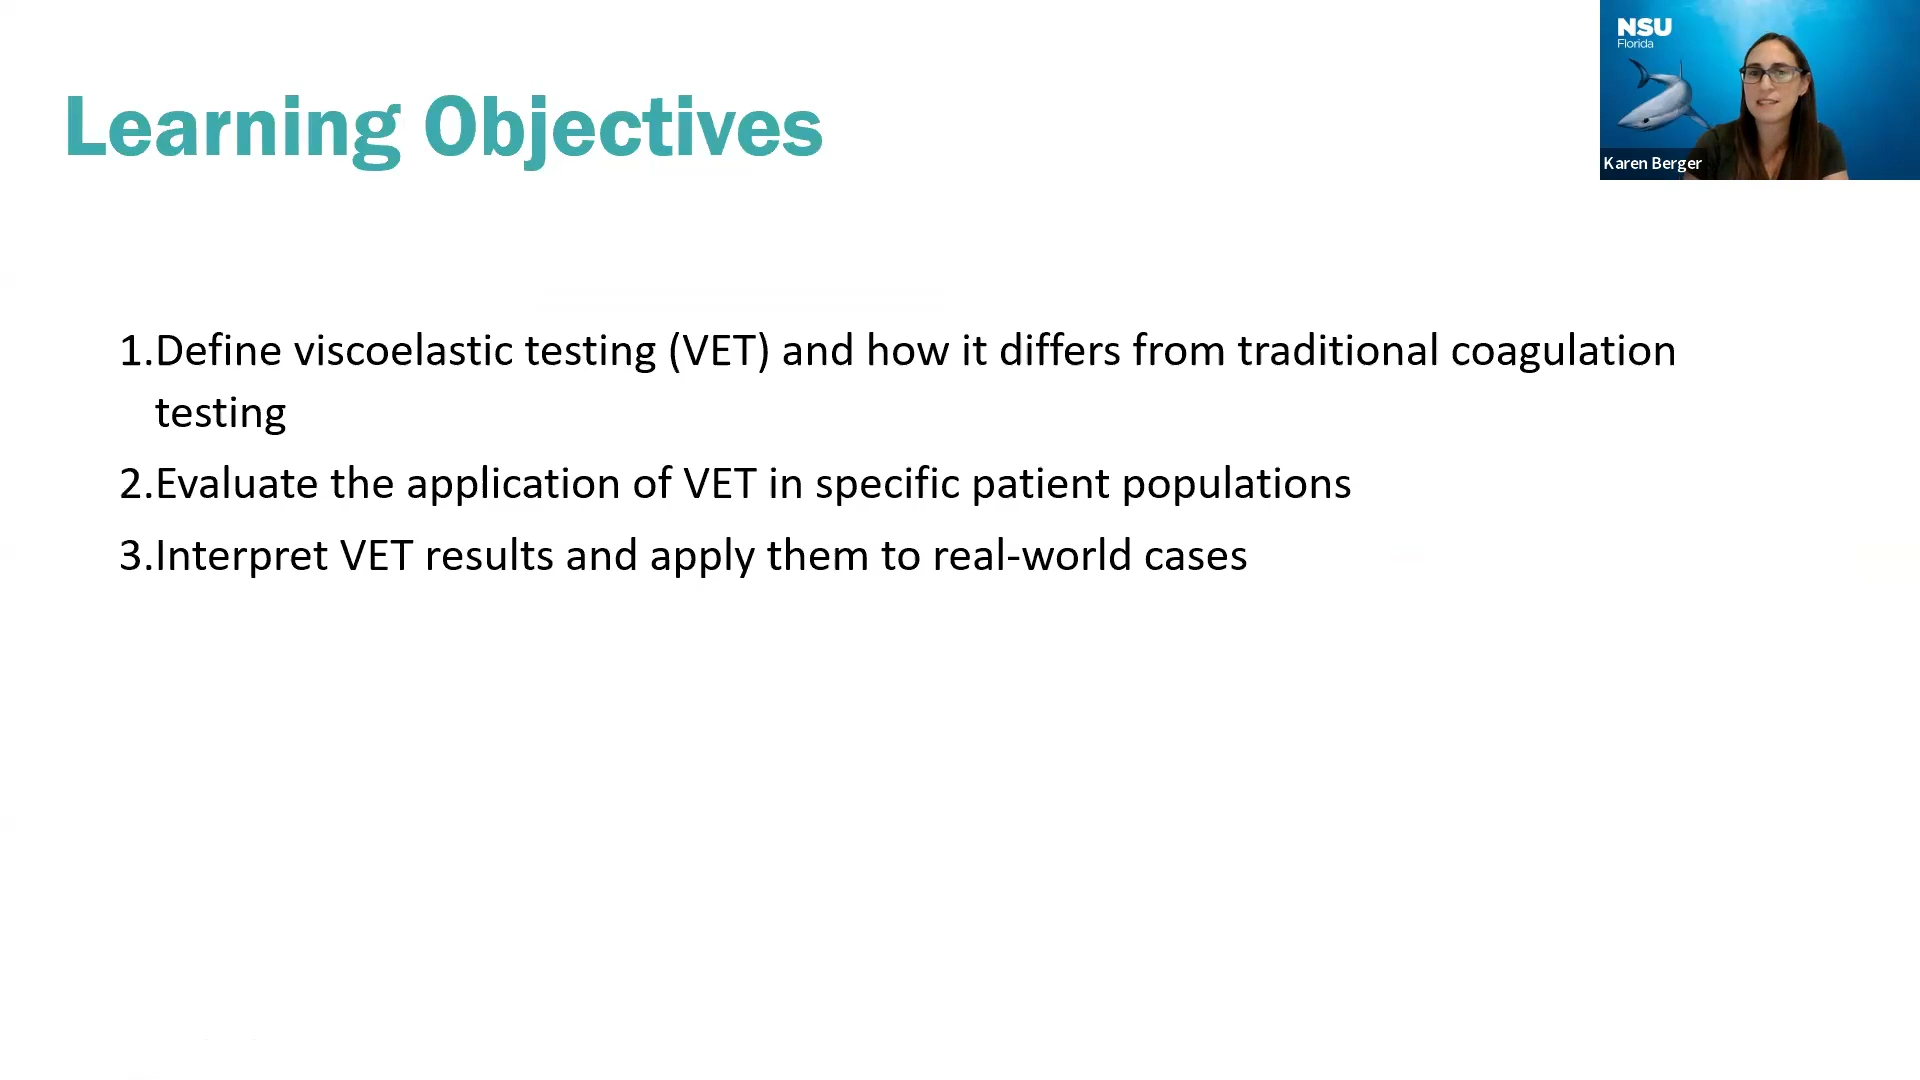 NSU
Florida
Karen Berger
Learning Objectives
1.Define viscoelastic testing (VET) and how it differs from traditional coagulation
testing
2.Evaluate the application of VET in specific patient populations
3.Interpret VET results and apply them to real-world cases